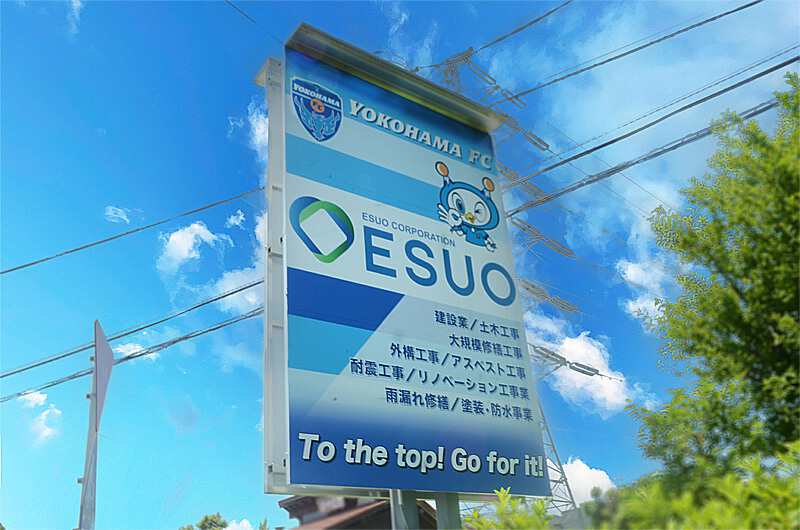 YOKOHAMA
YOKOHAMA FC
ESUO CORPORATION
ESUO
建設業／土木工事
大規模修繕工事
外構工事／アスベスト工事
耐震工事／リノベーション工事業
雨漏れ修繕／塗装・防水事業
To the top! Go for it!